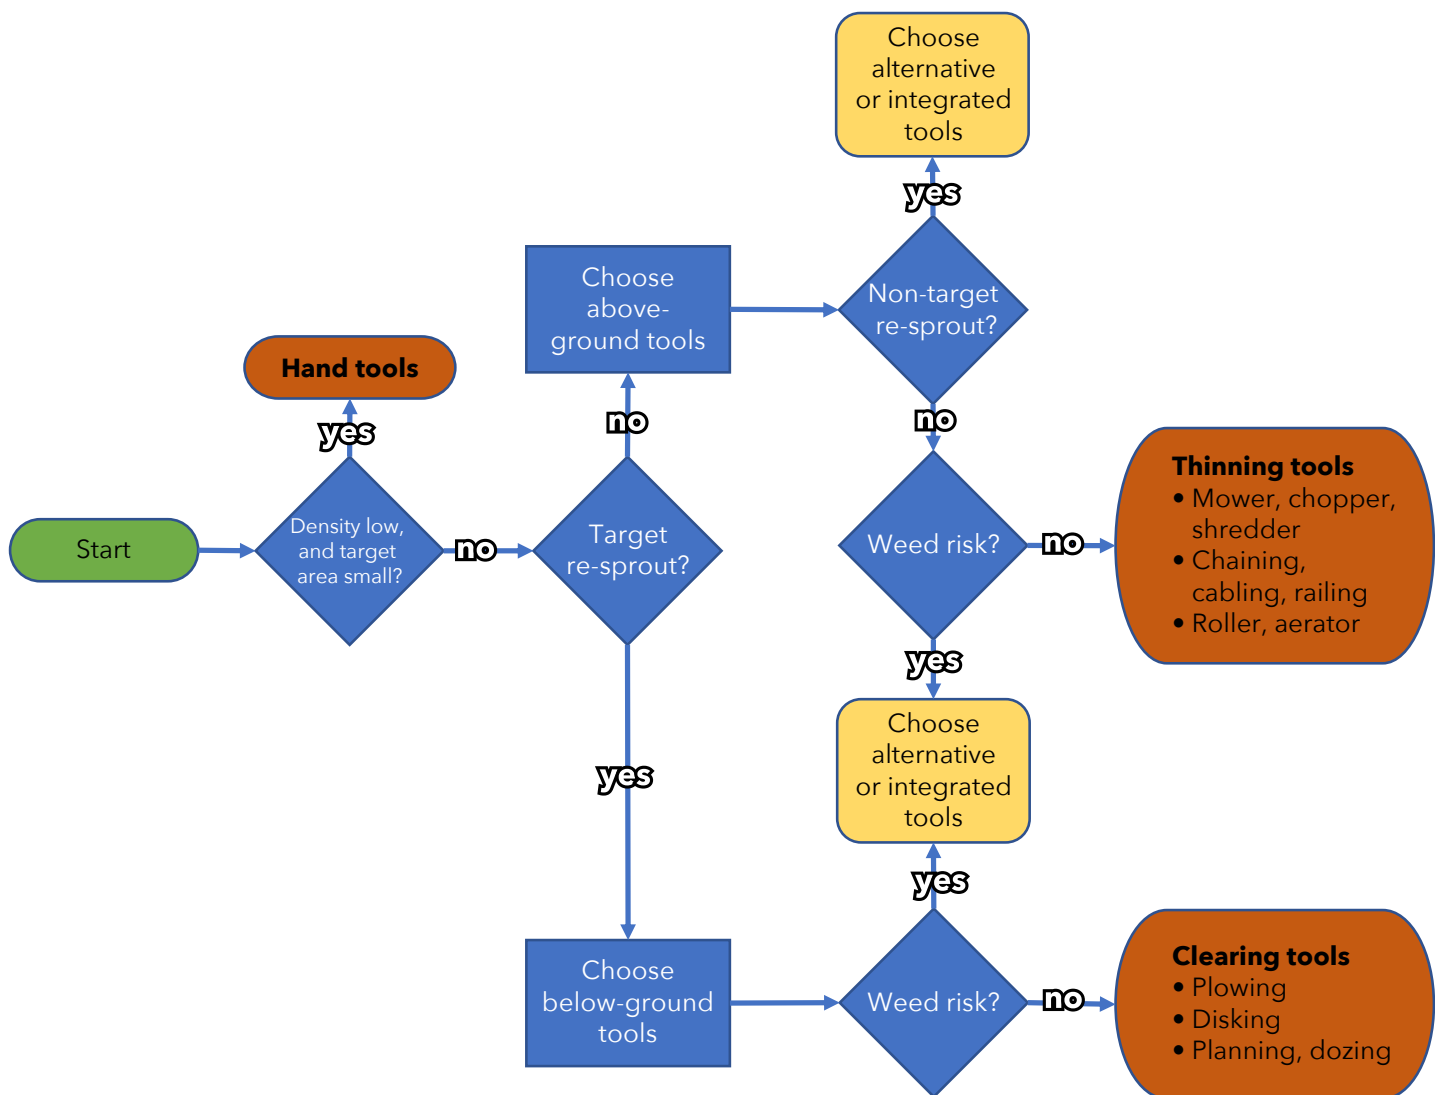 Choose
alternative
or integrated
tools
yes
Choose
above-
ground tools
Non-target
re-sprout?
Hand tools
yes
no
no
Start
Density low,
and target
area small?
no
Target
re-sprout?
Weed risk?
no
Thinning tools
• Mower, chopper,
shredder
• Chaining,
cabling, railing
• Roller, aerator
yes
yes
Choose
alternative
or integrated
tools
yes
Choose
below-ground
tools
Weed risk?
no
Clearing tools
• Plowing
• Disking
• Planning, dozing